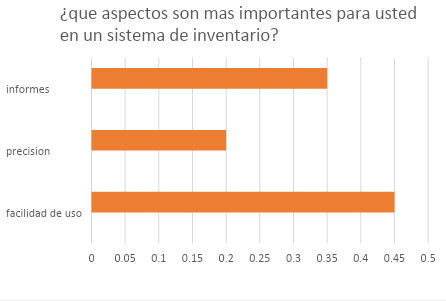 ¿que aspectos son mas importantes para usted
en un sistema de inventario?
informes
precision
facilidad de uso
0 0.05 0.1 0.15 0.2 0.25 0.3 0.35 0.4 0.45 0.5